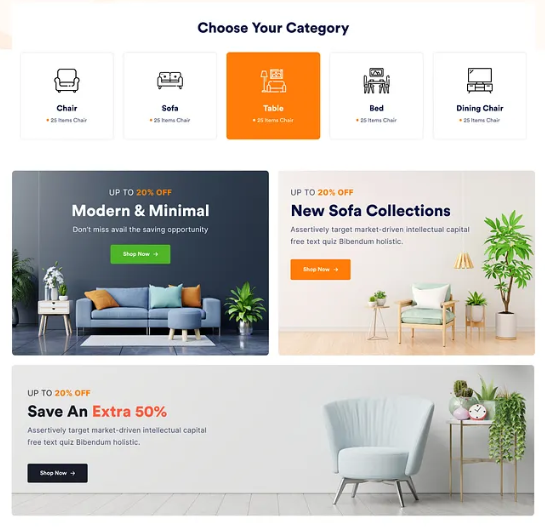 Choose Your Category
Chair
25 Items Chair
Sofa
25 Items Chair
Table
25 Items Chair
Bed
25 Items Chair
Dining Chair
25 Items Chair
UP TO 20% OFF
Modern & Minimal
Don't miss avail the saving opportunity
Shop Now →
UP TO 20% OFF
New Sofa Collections
Assertively target market-driven intellectual capital
free text quiz Bibendum holistic.
Shop Now →
UP TO 20% OFF
Save An Extra 50%
Assertively target market-driven intellectual capital
free text quiz Bibendum holistic.
Shop Now →